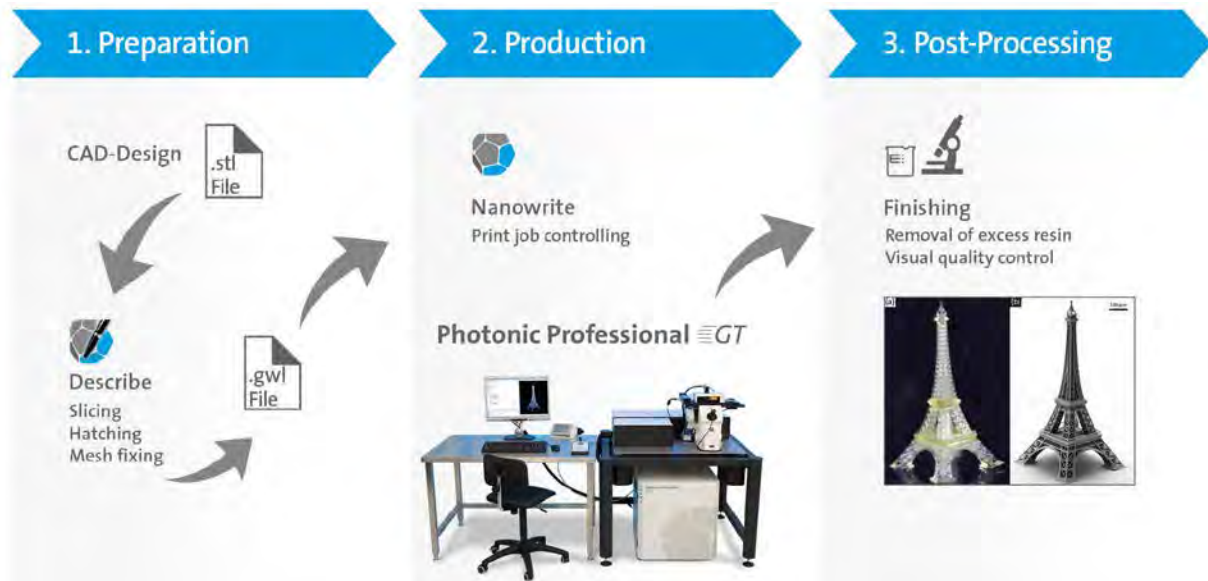 1. Preparation
CAD-Design
.stl
File
Describe
Slicing
Hatching
Mesh fixing
.gwl
File
2. Production
Nanowrite
Print job controlling
Photonic Professional GT
3. Post-Processing
Finishing
Removal of excess resin
Visual quality control
(a)
(b)